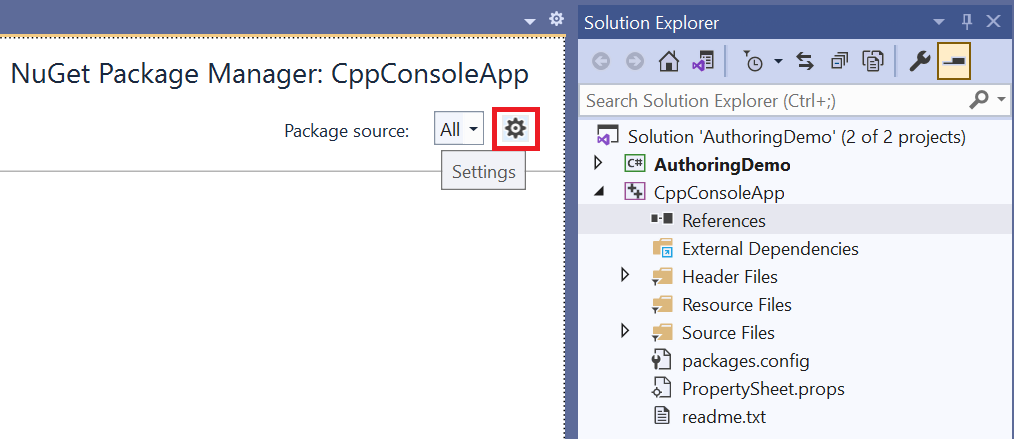 NuGet Package Manager: CppConsoleApp
Package source: All
Settings
Solution Explorer
Search Solution Explorer (Ctrl+;)
Solution 'AuthoringDemo' (2 of 2 projects)
C# AuthoringDemo
CppConsoleApp
References
External Dependencies
Header Files
Resource Files
Source Files
packages.config
PropertySheet.props
readme.txt